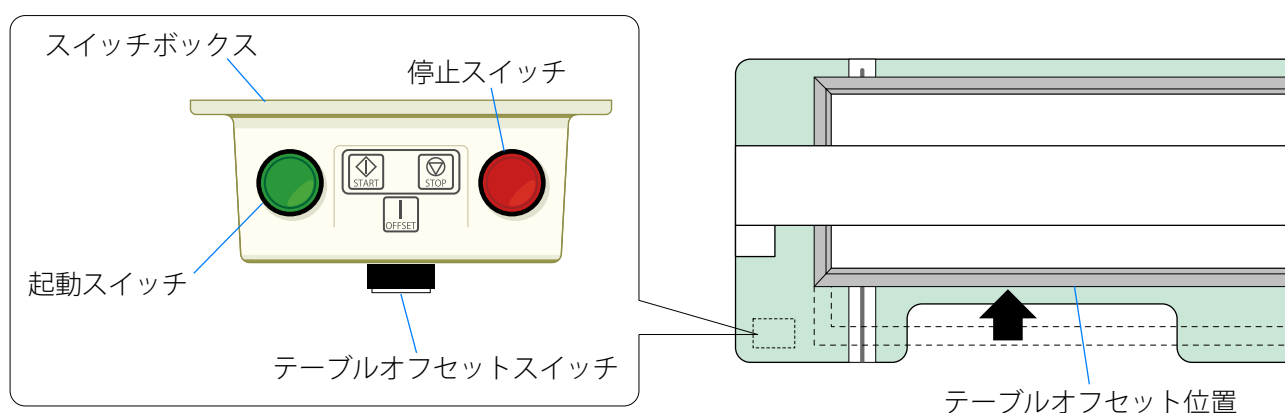 スイッチボックス
停止スイッチ
START
STOP
OFFSET
起動スイッチ
テーブルオフセットスイッチ
テーブルオフセット位置